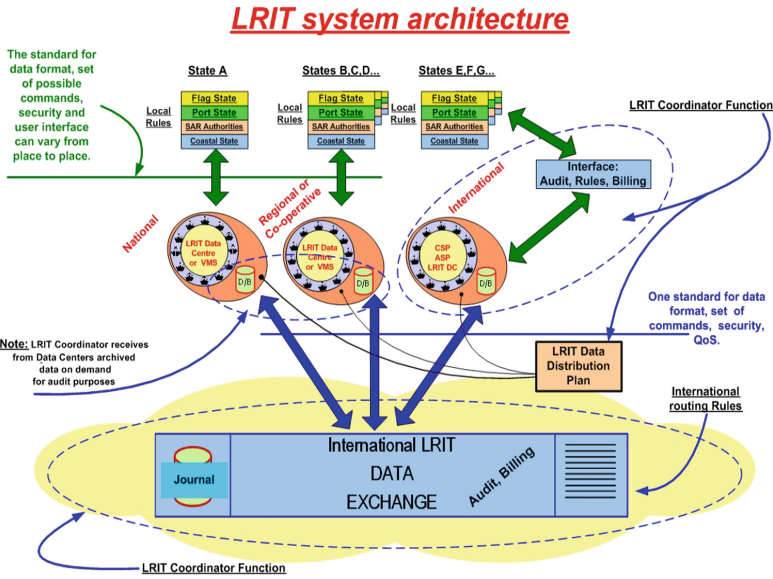 LRIT system architecture
The standard for
data format, set
of possible
commands,
security and
user interface
can vary from
place to place.
State A
Local
Rules
Flag State
Port State
SAR Authorities
Coastal State
States B,C,D...
Local
Rules
Flag State
Port State
SAR Authorities
Coastal State
States E,F,G...
Local
Rules
Flag State
Port State
SAR Authorities
Coastal State
LRIT Coordinator Function
Interface:
Audit, Rules, Billing
National
Regional or
Co-operative
International
LRIT Data
Centre
or VMS
D/B
LRIT Data
Centre
or VMS
D/B
CSP
ASP
LRIT DC
D/B
One standard for data
format, set of
commands, security,
QoS.
Note: LRIT Coordinator receives
from Data Centers archived
data on demand
for audit purposes
LRIT Data
Distribution
Plan
International
routing Rules
Journal
International LRIT
DATA
EXCHANGE
Audit, Billing
LRIT Coordinator Function